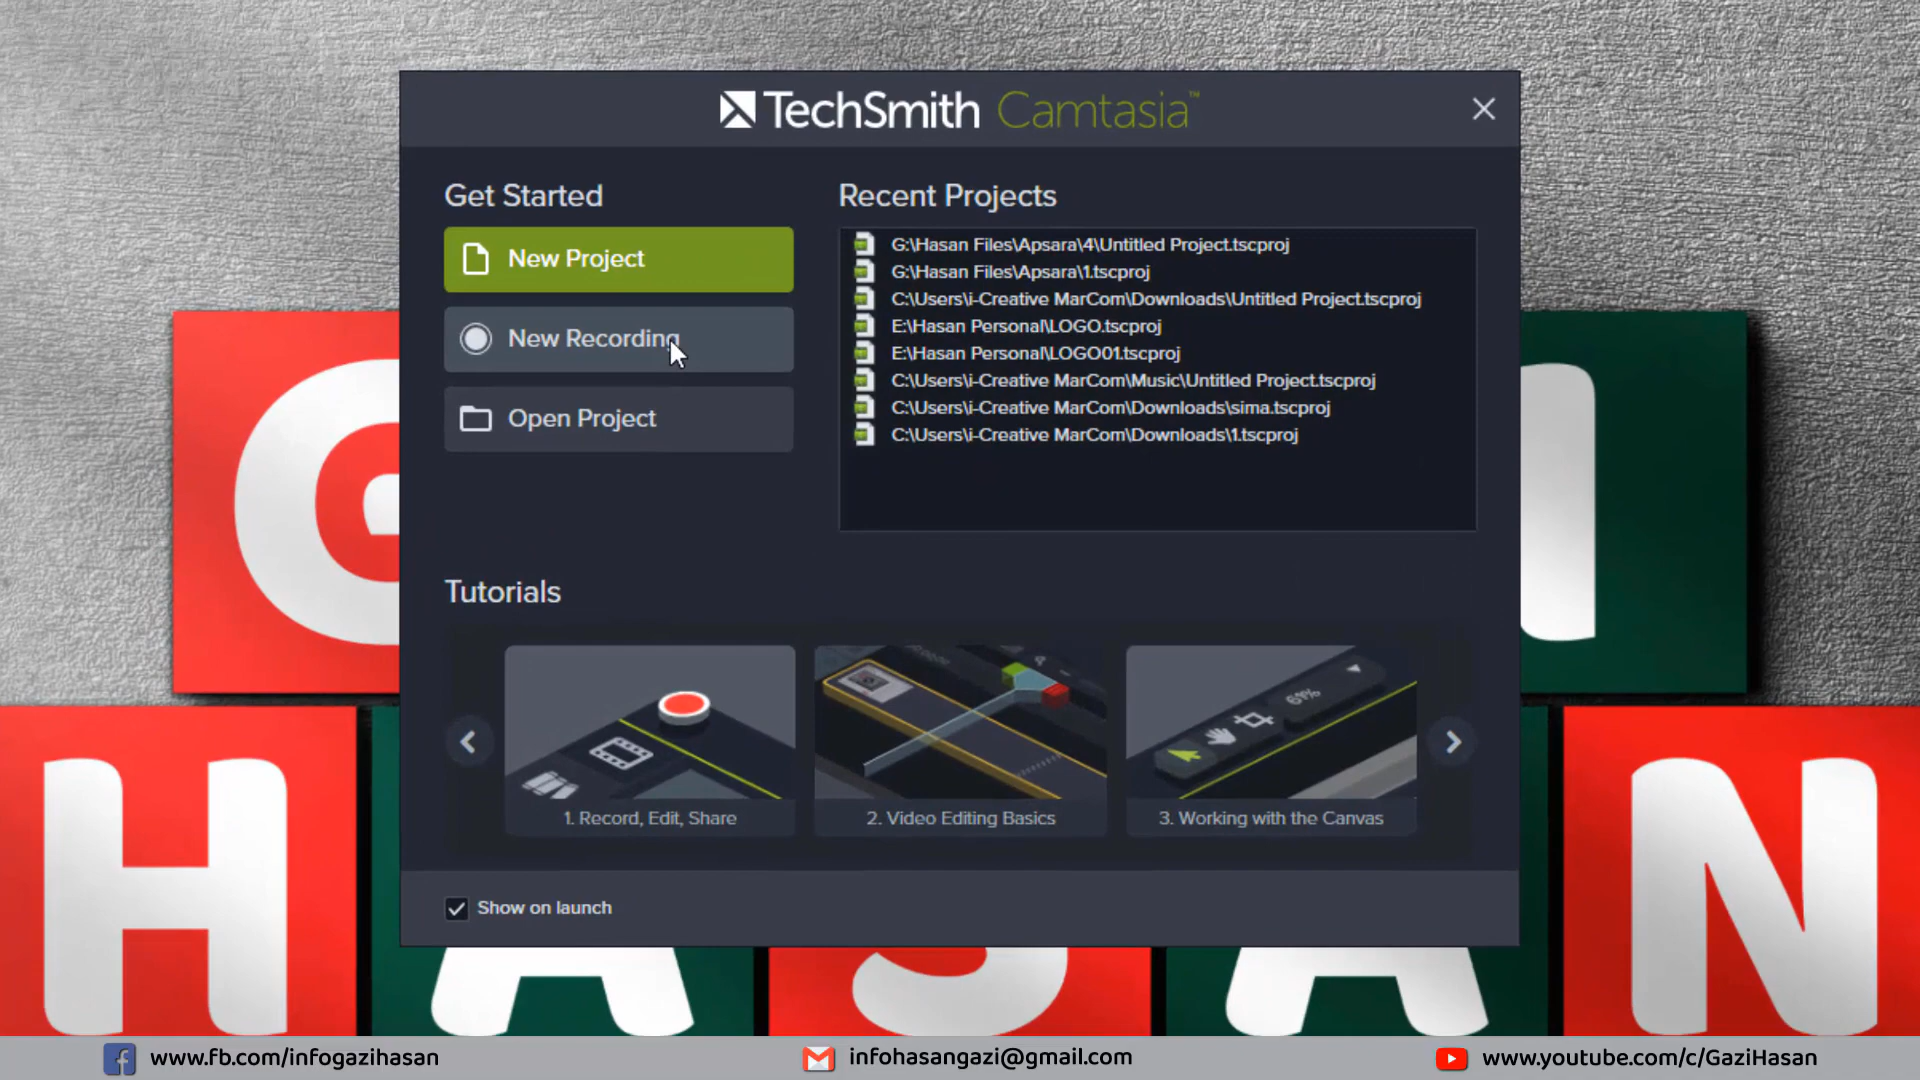 TechSmith Camtasia™
Get Started
New Project
New Recording
Open Project
Recent Projects
G:\Hasan Files\Apsara\4\Untitled Project.tscproj
G:\Hasan Files\Apsara\1.tscproj
C:\Users\i-Creative MarCom\Downloads\Untitled Project.tscproj
E:\Hasan Personal\LOGO.tscproj
E:\Hasan Personal\LOGO01.tscproj
C:\Users\i-Creative MarCom\Music\Untitled Project.tscproj
C:\Users\i-Creative MarCom\Downloads\sima.tscproj
C:\Users\i-Creative MarCom\Downloads\1.tscproj
Tutorials
61%
1. Record, Edit, Share
2. Video Editing Basics
3. Working with the Canvas
Show on launch
G I
HASAN
www.fb.com/infogazihasan
infohasangazi@gmail.com
www.youtube.com/c/GaziHasan